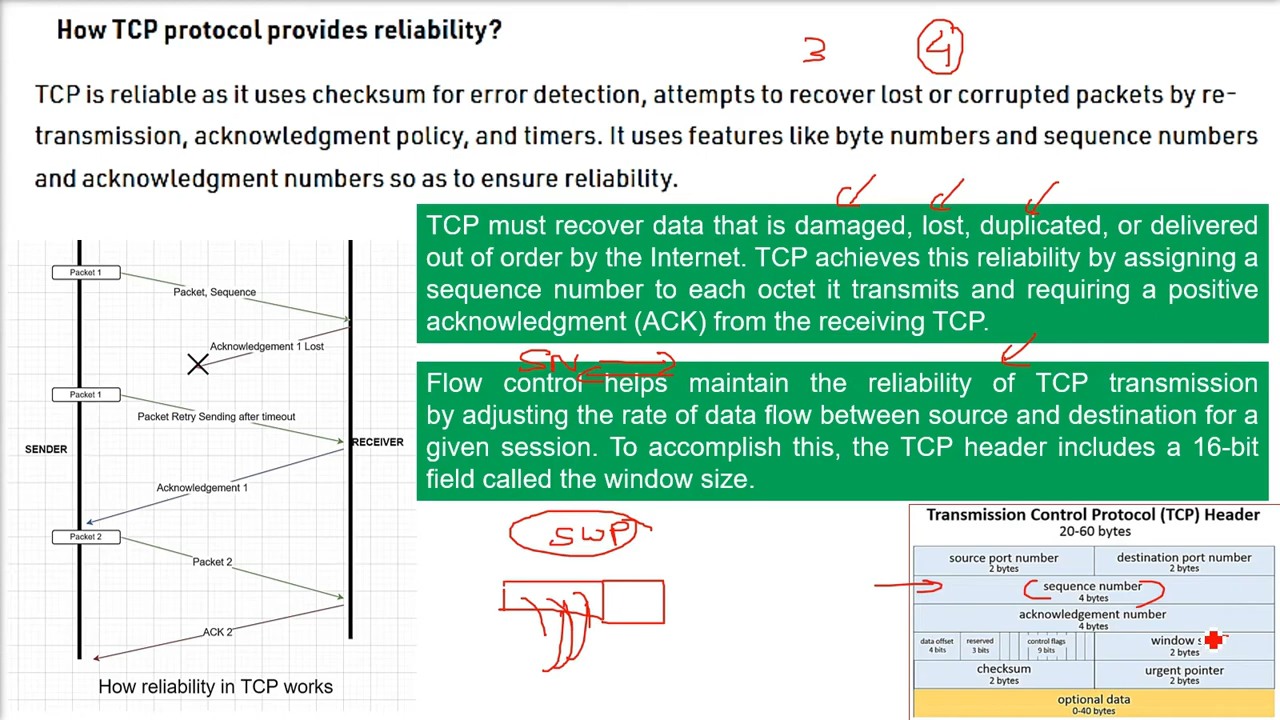 How TCP protocol provides reliability?
3
4
TCP is reliable as it uses checksum for error detection, attempts to recover lost or corrupted packets by re-
transmission, acknowledgment policy, and timers. It uses features like byte numbers and sequence numbers
and acknowledgment numbers so as to ensure reliability.
TCP must recover data that is damaged, lost, duplicated, or delivered
out of order by the Internet. TCP achieves this reliability by assigning a
sequence number to each octet it transmits and requiring a positive
acknowledgment (ACK) from the receiving TCP.
SN
Flow control helps maintain the reliability of TCP transmission
by adjusting the rate of data flow between source and destination for a
given session. To accomplish this, the TCP header includes a 16-bit
field called the window size.
SWP
Packet 1
Packet, Sequence
Acknowledgement 1 Lost
Packet 1
Packet Retry Sending after timeout
SENDER
RECEIVER
Acknowledgement 1
Packet 2
Packet 2
ACK 2
How reliability in TCP works
Transmission Control Protocol (TCP) Header
20-60 bytes
source port number
2 bytes
destination port number
2 bytes
sequence number
4 bytes
acknowledgement number
4 bytes
data offset
4 bits
reserved
3 bits
control flags
9 bits
window
2 bytes
checksum
2 bytes
urgent pointer
2 bytes
optional data
0-40 bytes